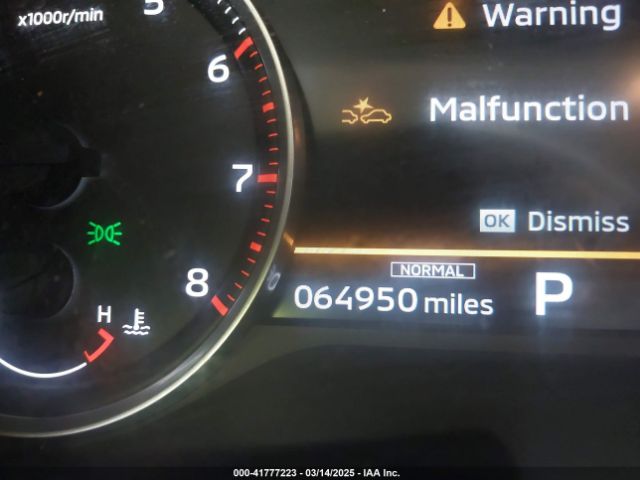 x1000r/min
5
6
7
8
H
Warning
Malfunction
OK Dismiss
NORMAL
064950 miles P
000-41777223 - 03/14/2025 - IAA Inc.